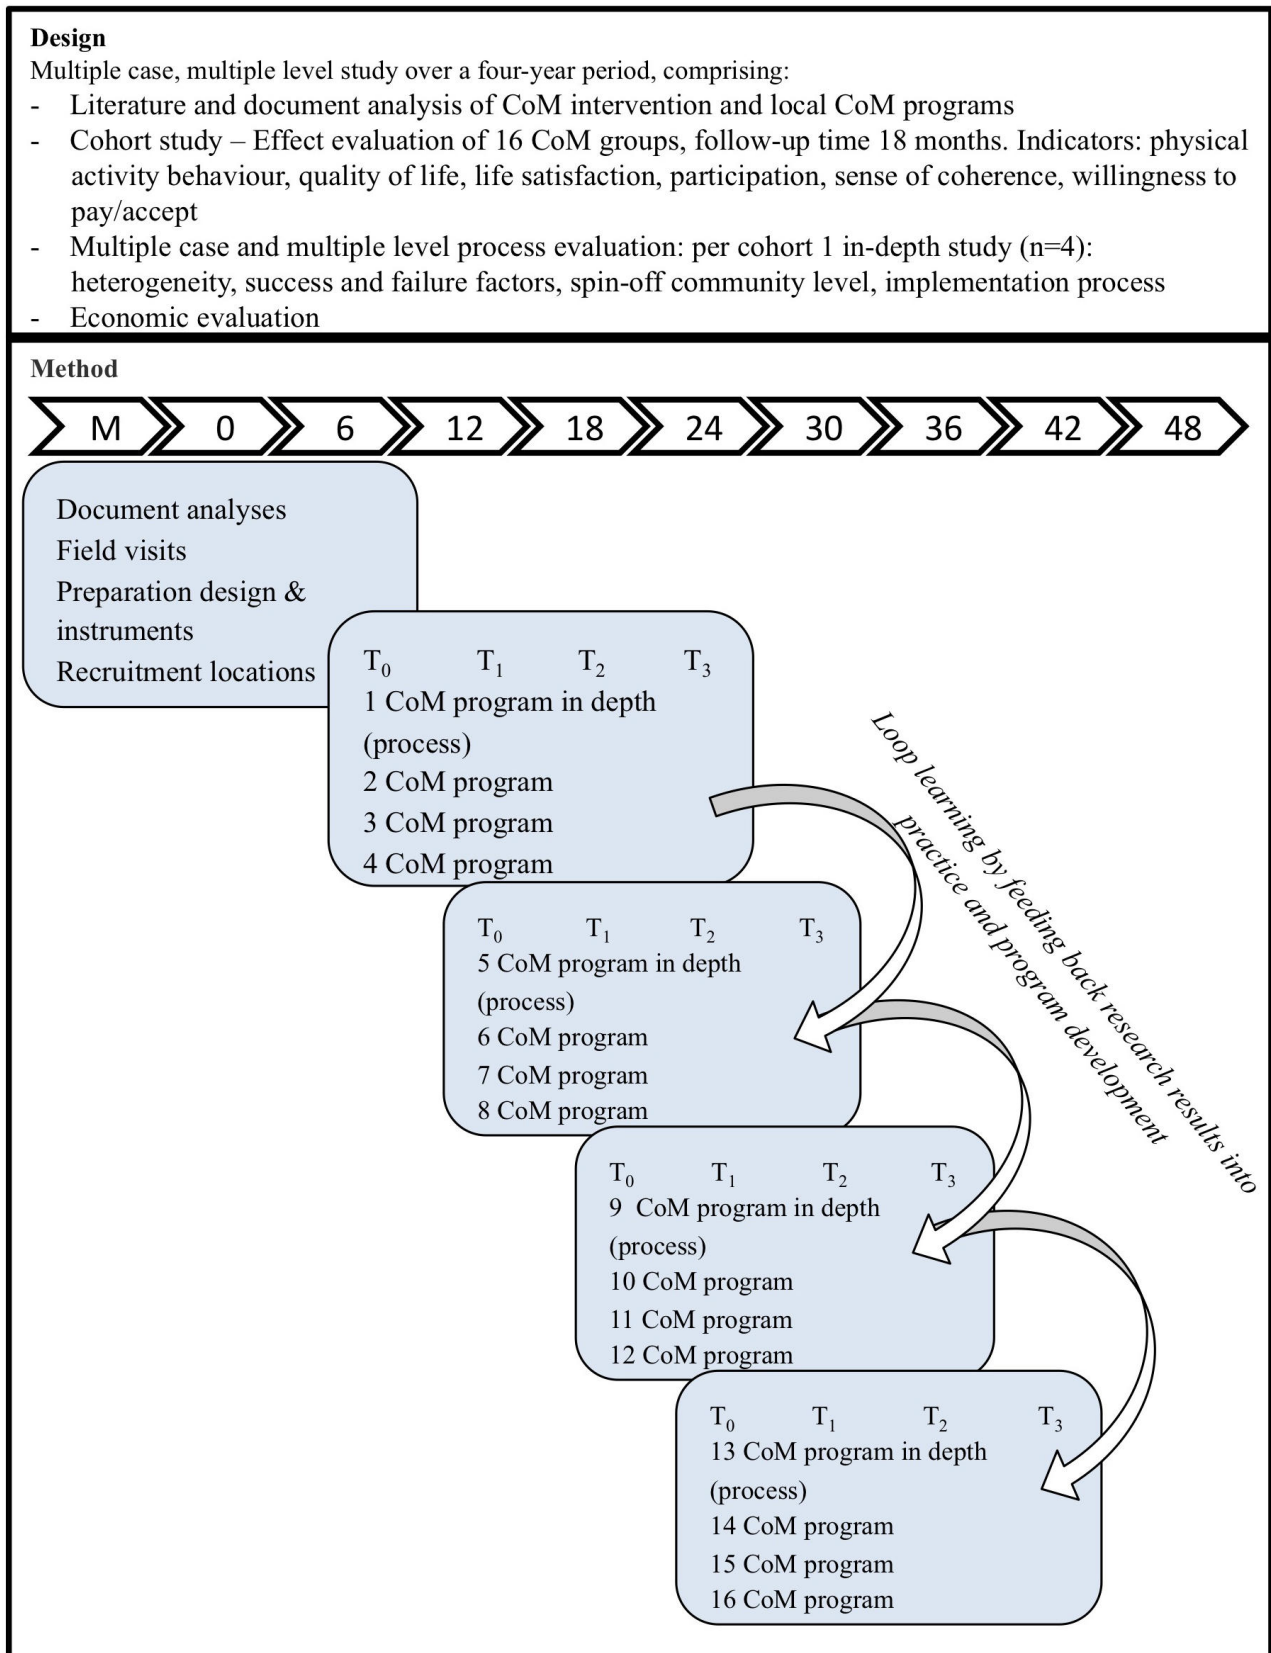 Design
Multiple case, multiple level study over a four-year period, comprising:
- Literature and document analysis of CoM intervention and local CoM programs
- Cohort study – Effect evaluation of 16 CoM groups, follow-up time 18 months. Indicators: physical
activity behaviour, quality of life, life satisfaction, participation, sense of coherence, willingness to
pay/accept
- Multiple case and multiple level process evaluation: per cohort 1 in-depth study (n=4):
heterogeneity, success and failure factors, spin-off community level, implementation process
- Economic evaluation
Method
M 0 6 12 18 24 30 36 42 48
Document analyses
Field visits
Preparation design &
instruments
Recruitment locations
T0 T1 T2 T3
1 CoM program in depth
(process)
2 CoM program
3 CoM program
4 CoM program
Loop learning by feeding back research results into
practice and program development
T0 T1 T2 T3
5 CoM program in depth
(process)
6 CoM program
7 CoM program
8 CoM program
T0 T1 T2 T3
9 CoM program in depth
(process)
10 CoM program
11 CoM program
12 CoM program
T0 T1 T2 T3
13 CoM program in depth
(process)
14 CoM program
15 CoM program
16 CoM program